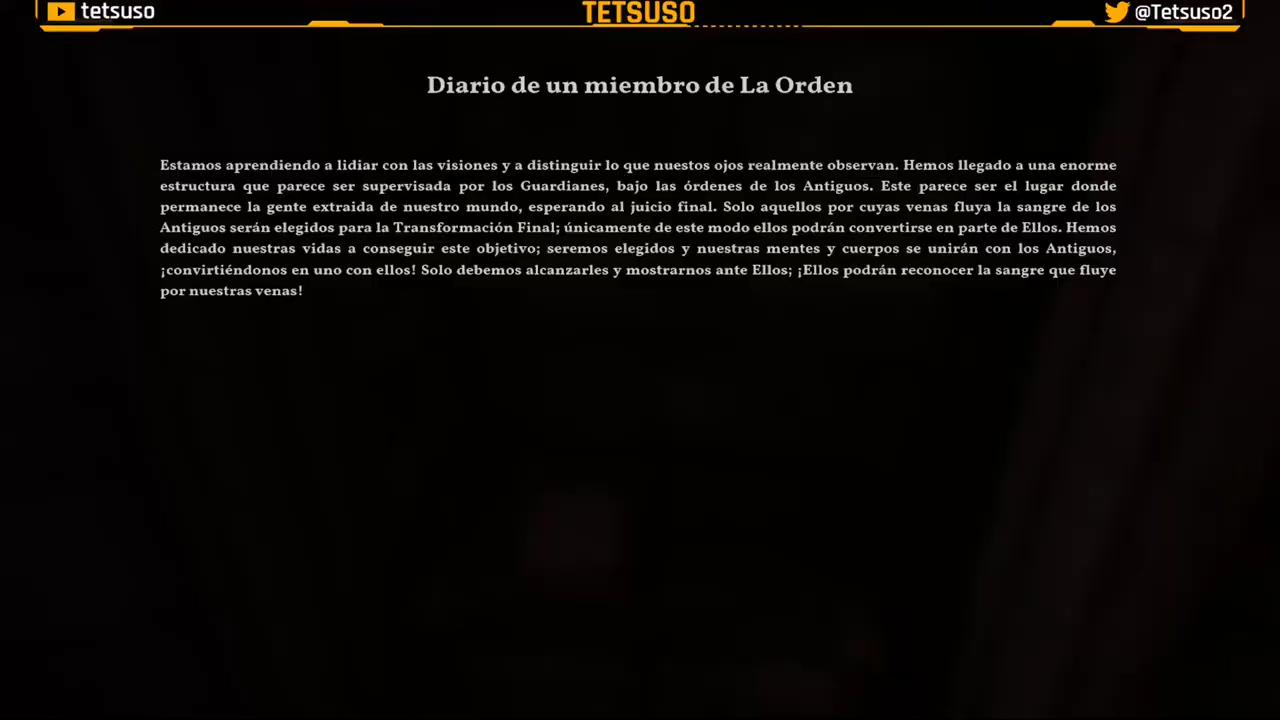 tetsuso
TETSUSO
@Tetsuso2
Diario de un miembro de La Orden
Estamos aprendiendo a lidiar con las visiones y a distinguir lo que nuestos ojos realmente observan. Hemos llegado a una enorme
estructura que parece ser supervisada por los Guardianes, bajo las órdenes de los Antiguos. Este parece ser el lugar donde
permanece la gente extraida de nuestro mundo, esperando al juicio final. Solo aquellos por cuyas venas fluya la sangre de los
Antiguos serán elegidos para la Transformación Final; únicamente de este modo ellos podrán convertirse en parte de Ellos. Hemos
dedicado nuestras vidas a conseguir este objetivo; seremos elegidos y nuestras mentes y cuerpos se unirán con los Antiguos,
¡convirtiéndonos en uno con ellos! Solo debemos alcanzarles y mostrarnos ante Ellos; ¡Ellos podrán reconocer la sangre que fluye
por nuestras venas!